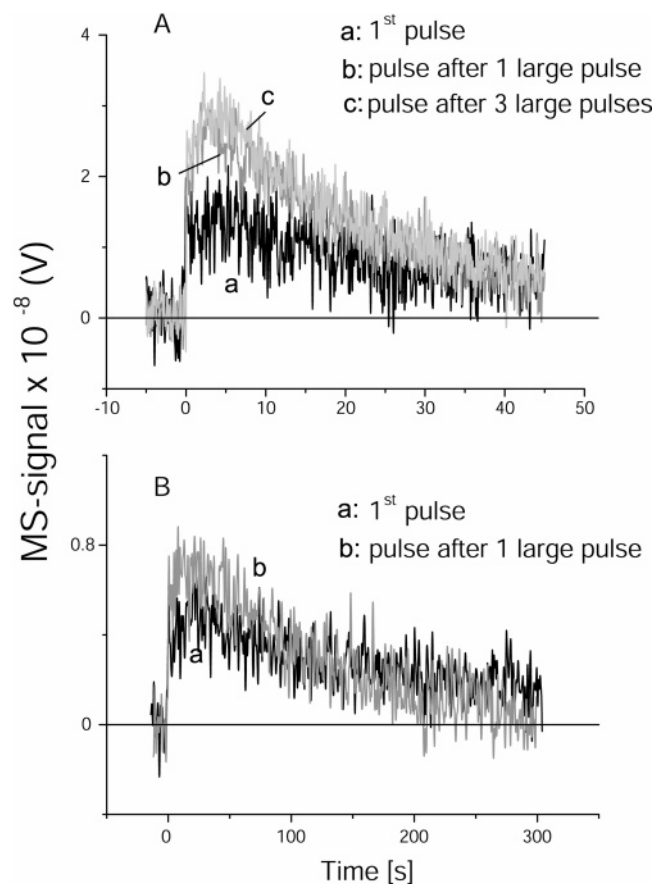 A
a: 1st pulse
b: pulse after 1 large pulse
c: pulse after 3 large pulses
4
2
0
c
b
a
-10 0 10 20 30 40 50
MS-signal x 10 -8 (V)
B
a: 1st pulse
b: pulse after 1 large pulse
0.8
0
b
a
0 100 200 300
Time [s]